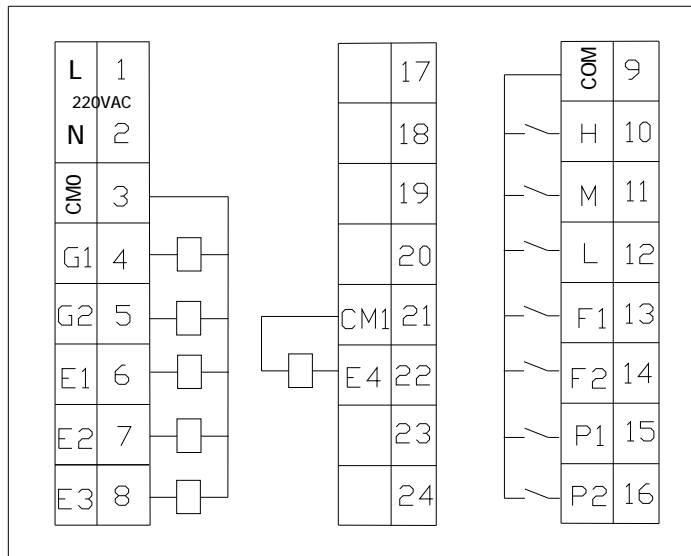 L 1
220VAC
N 2
CM0 3
G1 4
G2 5
E1 6
E2 7
E3 8
17
18
19
20
CM1 21
E4 22
23
24
COM 9
H 10
M 11
L 12
F1 13
F2 14
P1 15
P2 16